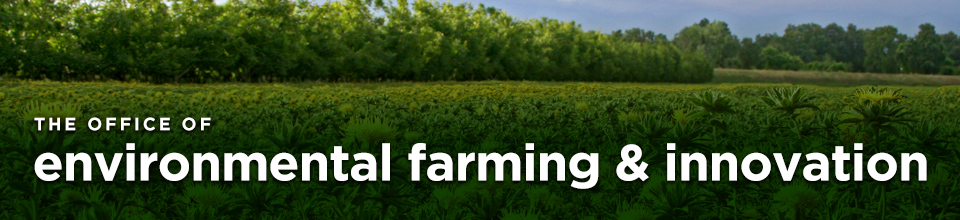 THE OFFICE OF
environmental farming & innovation